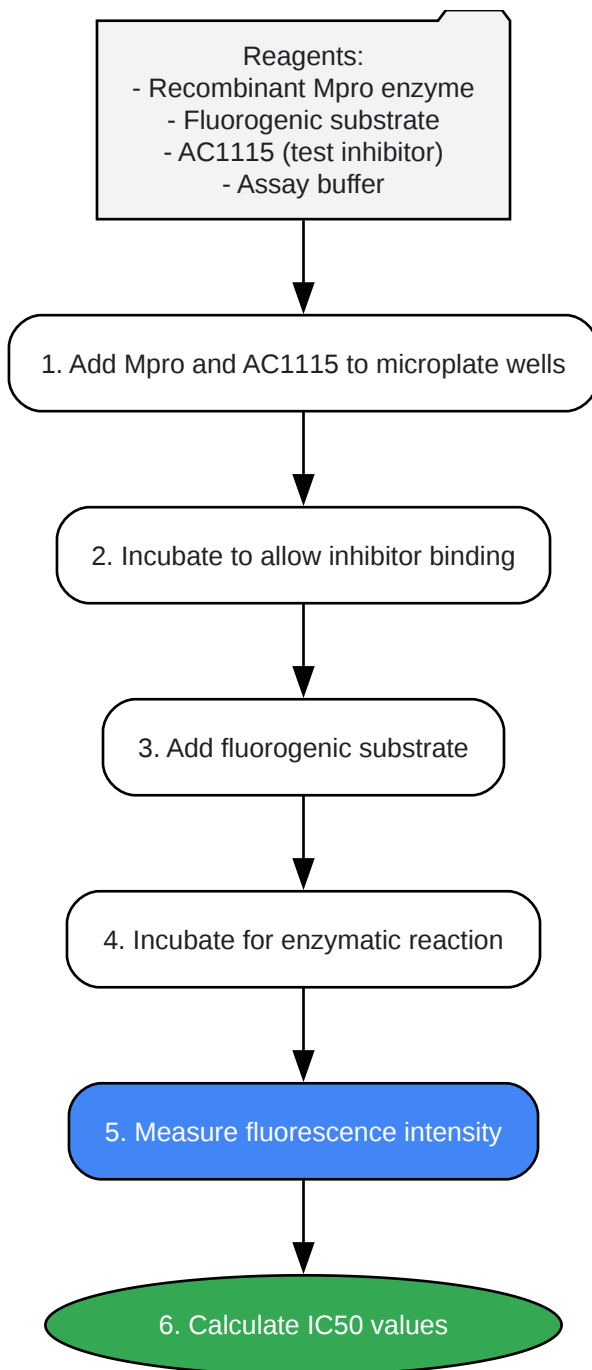 Reagents:
- Recombinant Mpro enzyme
- Fluorogenic substrate
- AC1115 (test inhibitor)
- Assay buffer
1. Add Mpro and AC1115 to microplate wells
2. Incubate to allow inhibitor binding
3. Add fluorogenic substrate
4. Incubate for enzymatic reaction
5. Measure fluorescence intensity
6. Calculate IC50 values